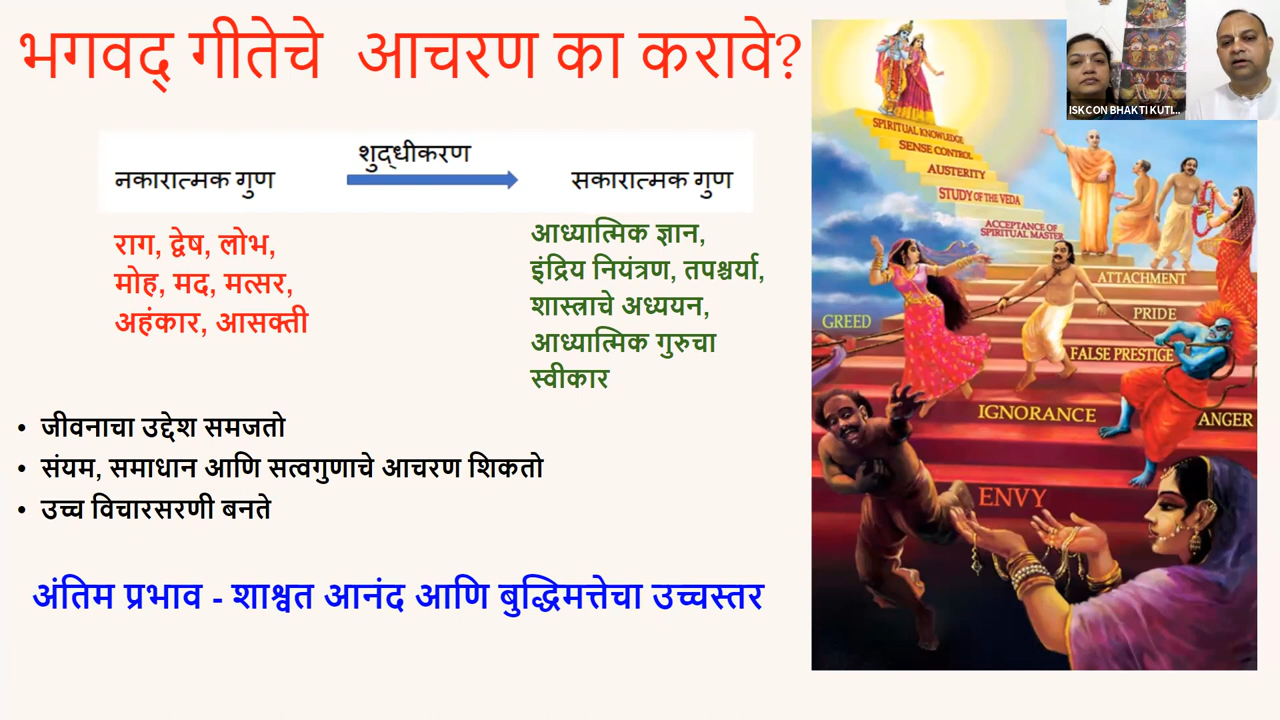 भगवद् गीतेचे आचरण का करावे?
शुद्धीकरण
नकारात्मक गुण
सकारात्मक गुण
राग, द्वेष, लोभ,
मोह, मद, मत्सर,
अहंकार, आसक्ती
आध्यात्मिक ज्ञान,
इंद्रिय नियंत्रण, तपश्चर्या,
शास्त्राचे अध्ययन,
आध्यात्मिक गुरुचा
स्वीकार
• जीवनाचा उद्देश समजतो
• संयम, समाधान आणि सत्वगुणाचे आचरण शिकतो
• उच्च विचारसरणी बनते
अंतिम प्रभाव - शाश्वत आनंद आणि बुद्धिमत्तेचा उच्चस्तर
ISKCON BHAKTI KUTI...
SPIRITUAL KNOWLEDGE
SENSE CONTROL
AUSTERITY
STUDY OF THE VEDA
ACCEPTANCE OF
SPIRITUAL MASTER
ATTACHMENT
PRIDE
GREED
FALSE PRESTIGE
IGNORANCE
ANGER
ENVY